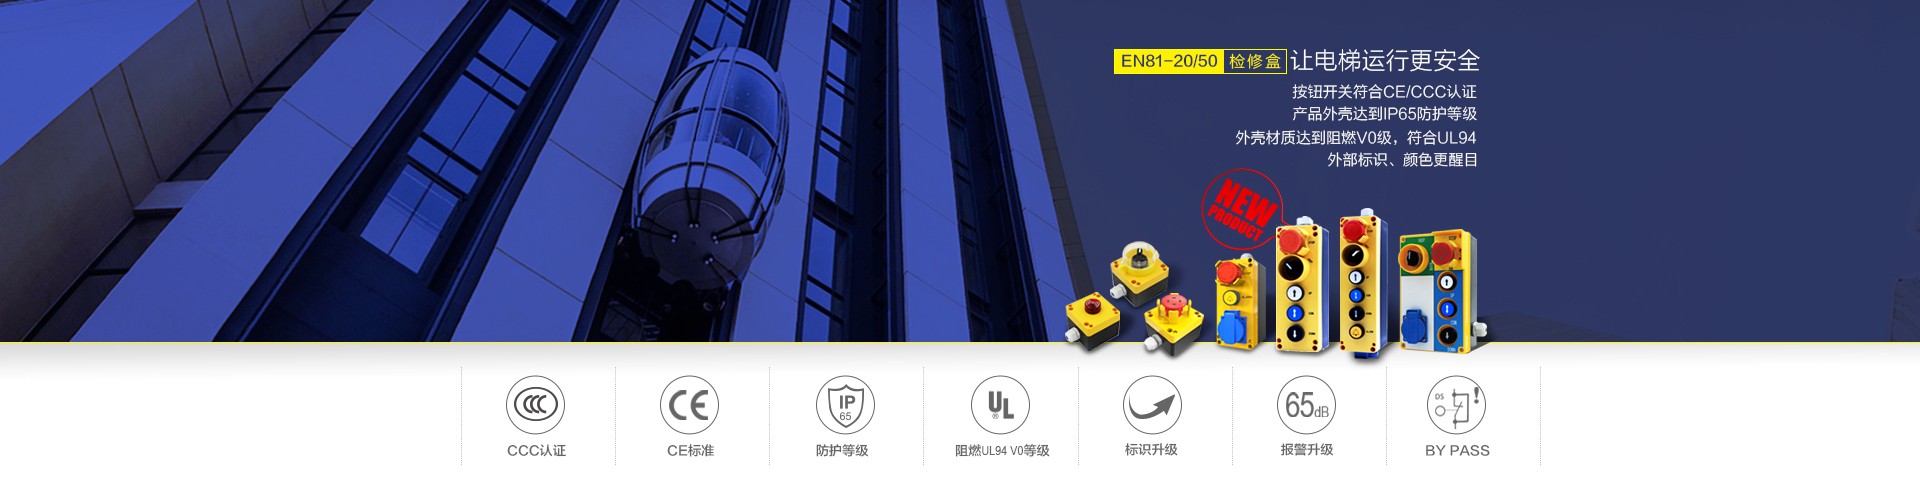 EN81-20/50 检修盒 让电梯运行更安全
按钮开关符合CE/CCC认证
产品外壳达到IP65防护等级
外壳材质达到阻燃V0级，符合UL94
外部标识、颜色更醒目
NEW
PRODUCT
CCC认证
CE
CE标准
IP
65
防护等级
UL
®
阻燃UL94 V0等级
标识升级
65dB
报警升级
DS
!
BY PASS